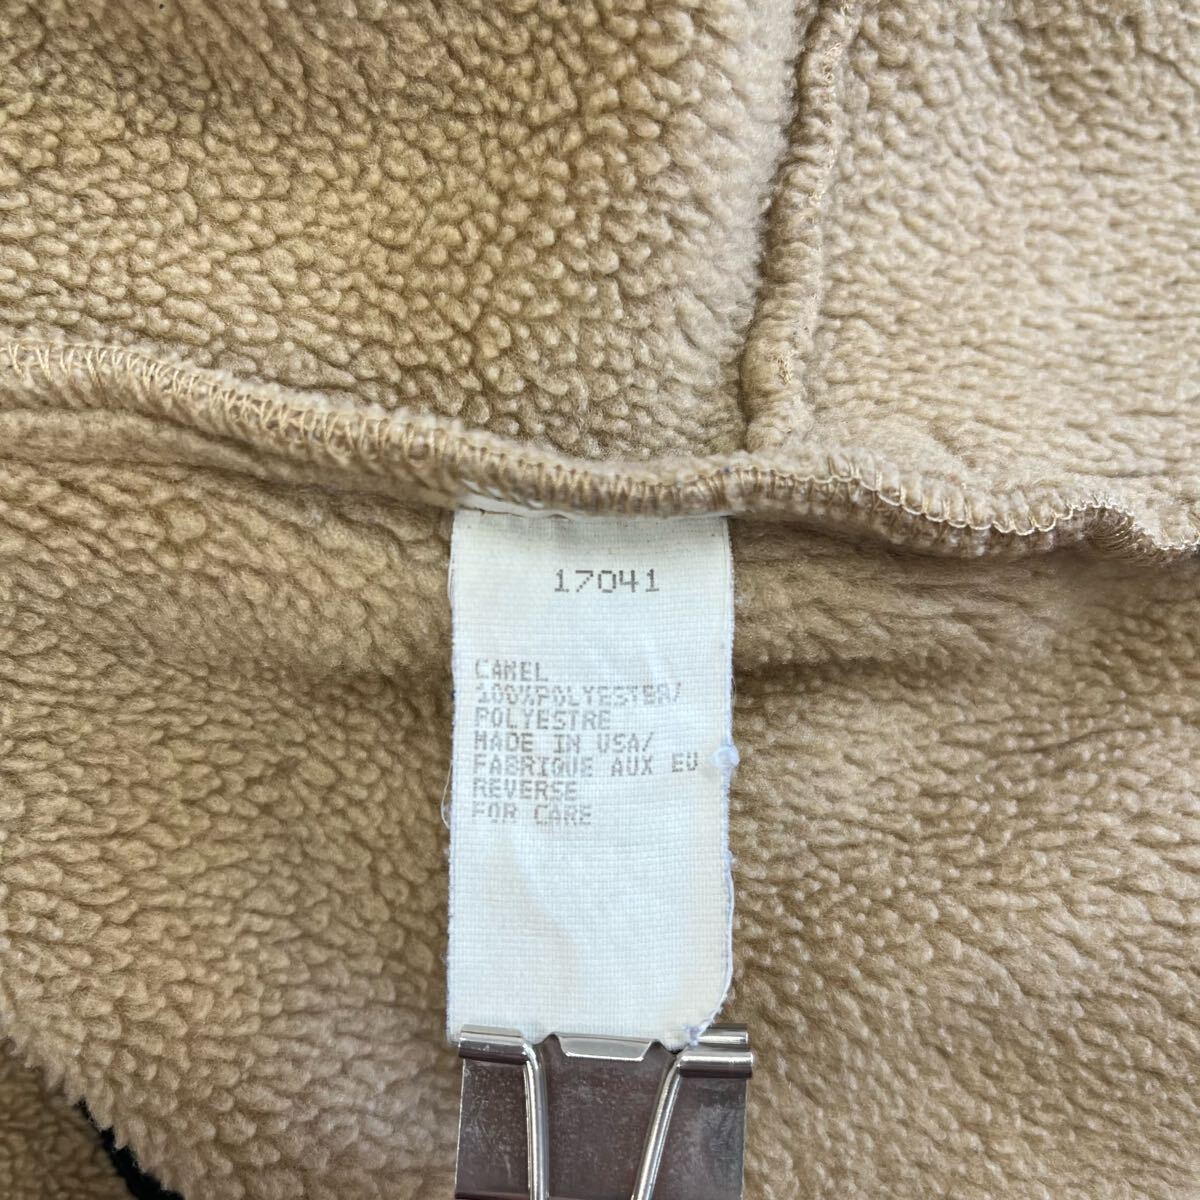 17041
CAMEL
100%POLYESTER/
POLYESTRE
MADE IN USA/
FABRIQUE AUX EU
REVERSE
FOR CARE